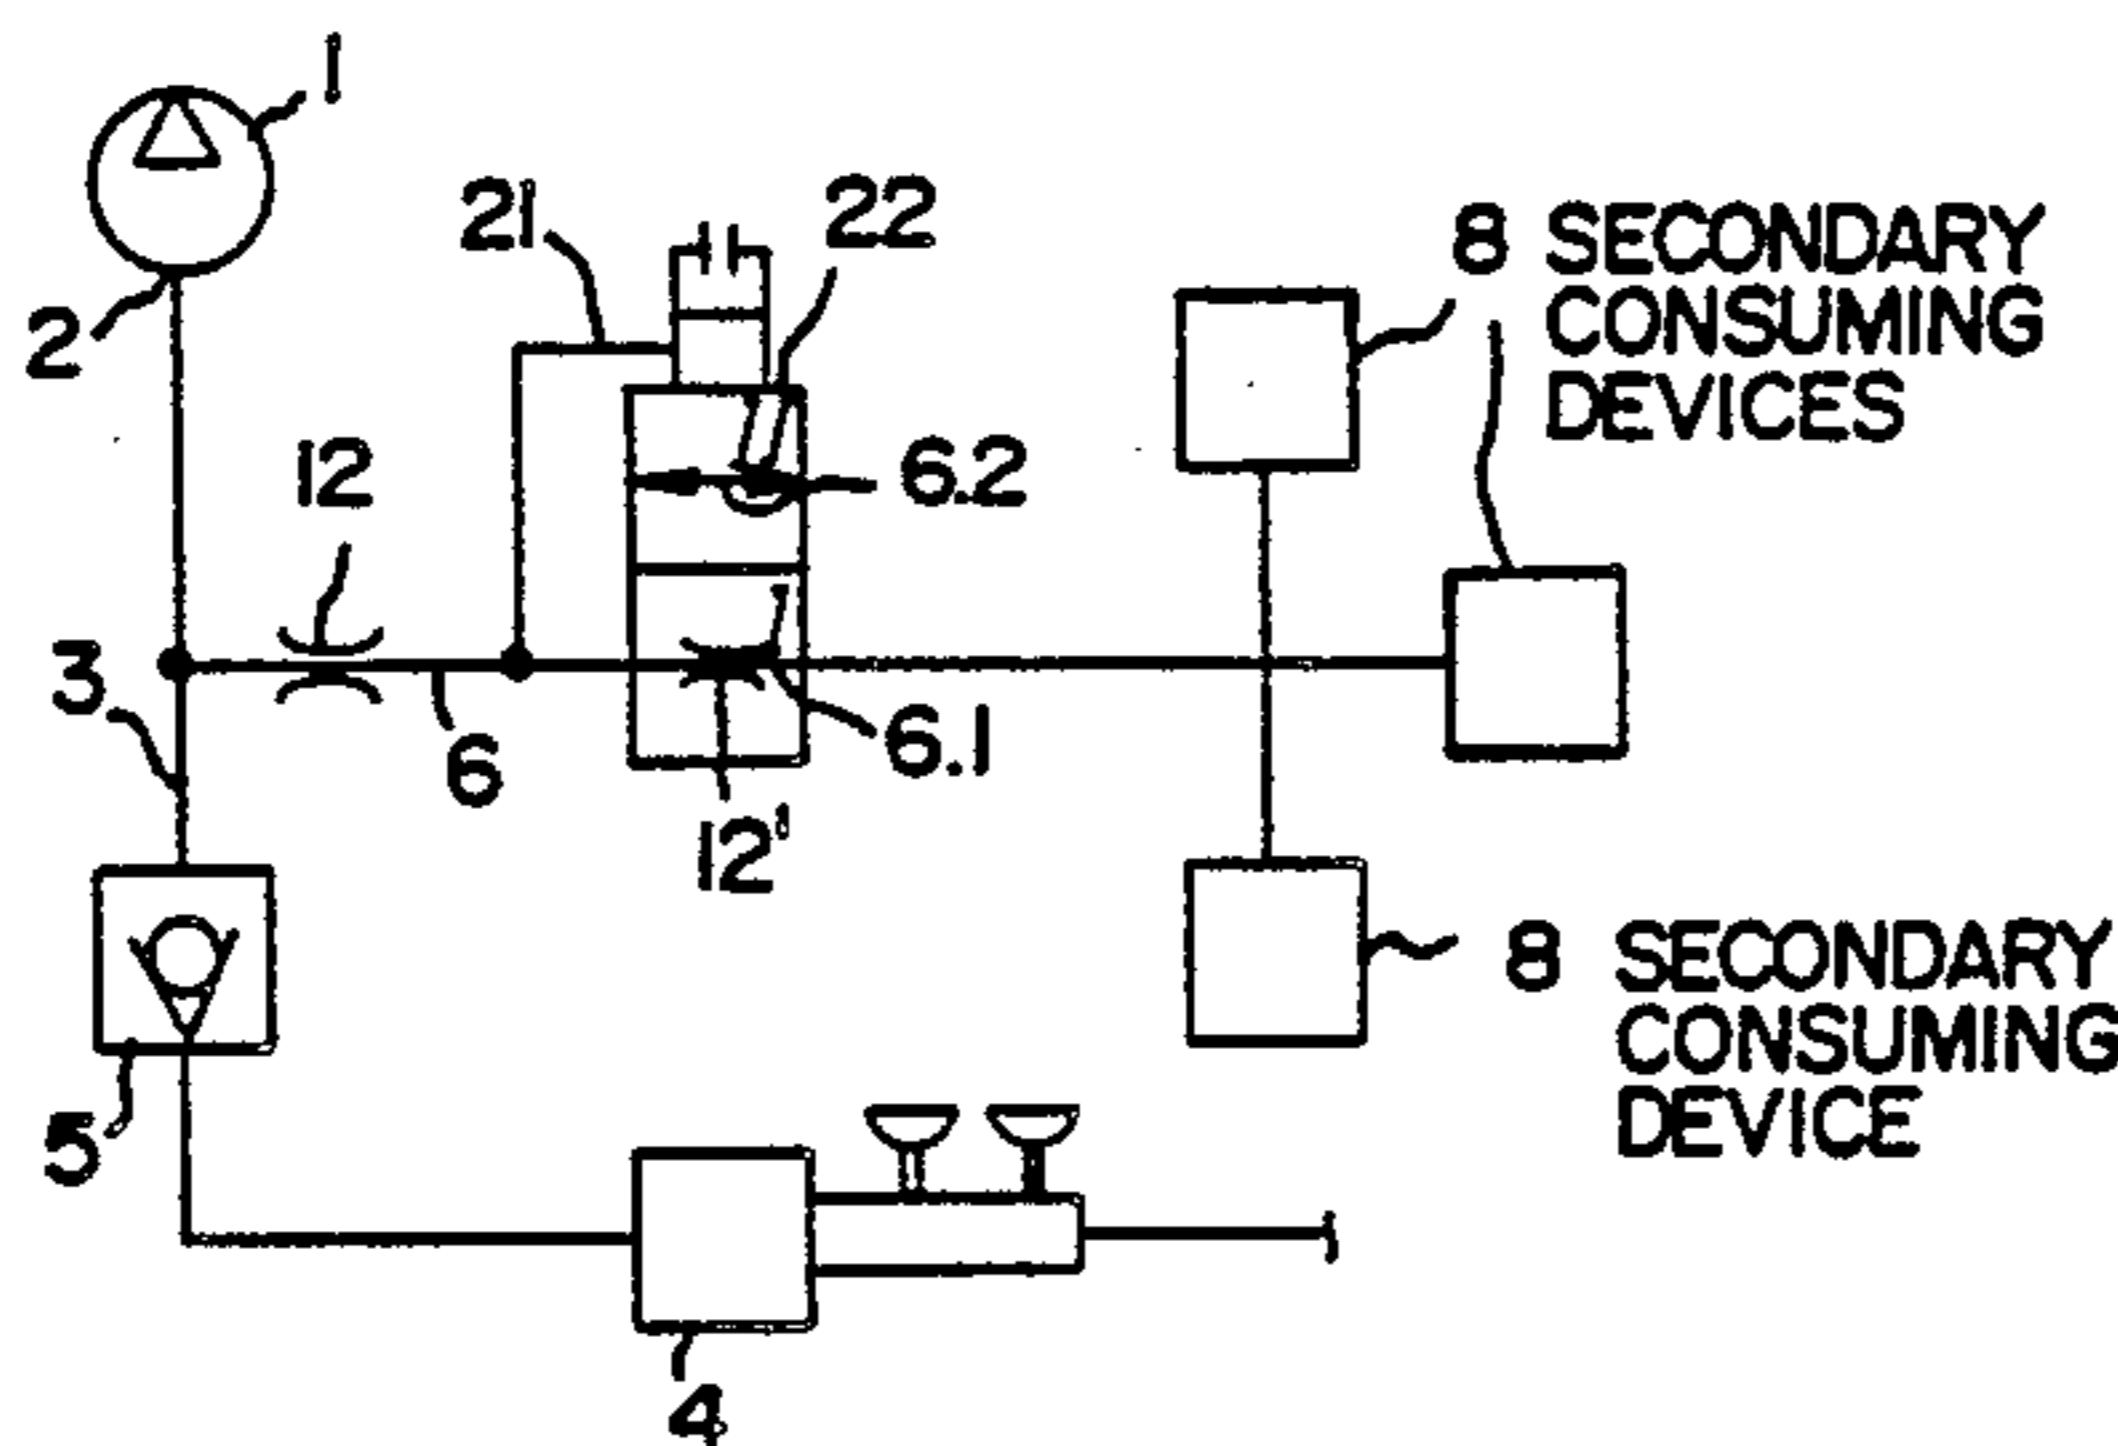 1
2
21
22
8 SECONDARY
CONSUMING
DEVICES
12
6.2
3
6
6.1
12'
5
8 SECONDARY
CONSUMING
DEVICE
4